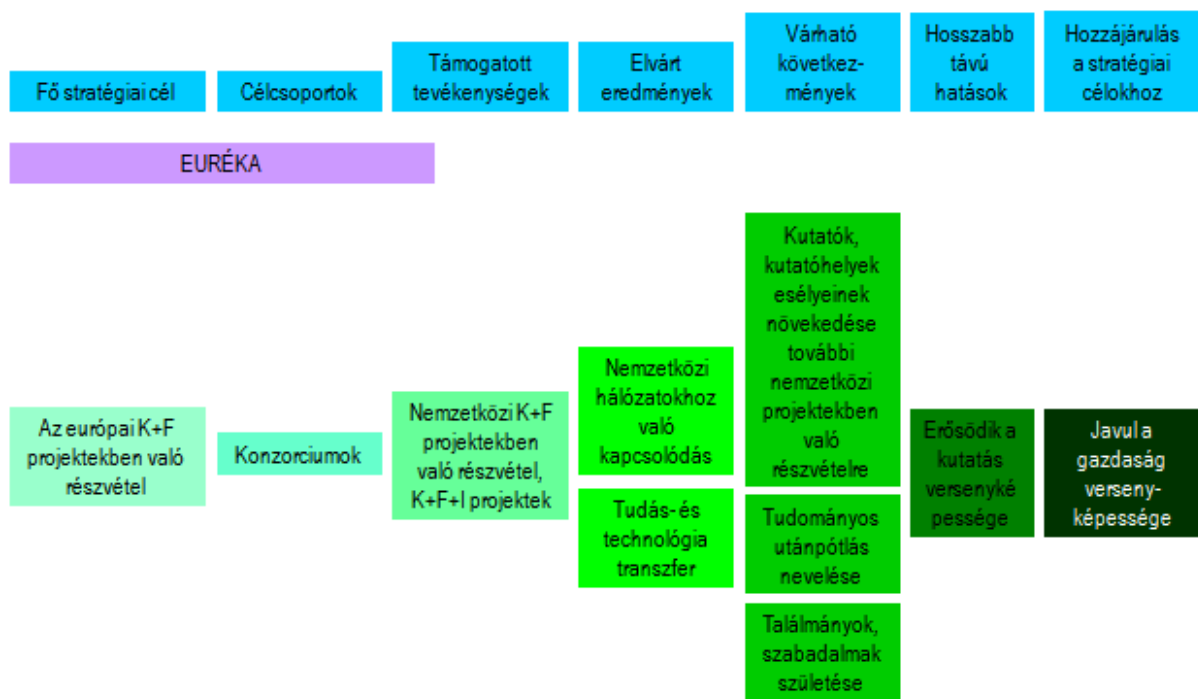 Fő stratégiai cél
Célcsoportok
Támogatott
tevékenységek
Elvárt
eredmények
Várható
következ-
mények
Hosszabb
távú
hatások
Hozzájárulás
a stratégiai
célokhoz
EURÉKA
Az európai K+F
projektekben való
részvétel
Konzorciumok
Nemzetközi K+F
projektekben
való részvétel,
K+F+I projektek
Nemzetközi
hálózatokhoz
való
kapcsolódás
Tudás- és
technológia
transzfer
Kutatók,
kutatóhelyek
esélyeinek
növekedése
további
nemzetközi
projektekben
való
részvételre
Tudományos
utánpótlás
nevelése
Találmányok,
szabadalmak
születése
Erősödik a
kutatás
versenyké
pessége
Javul a
gazdaság
verseny-
képessége